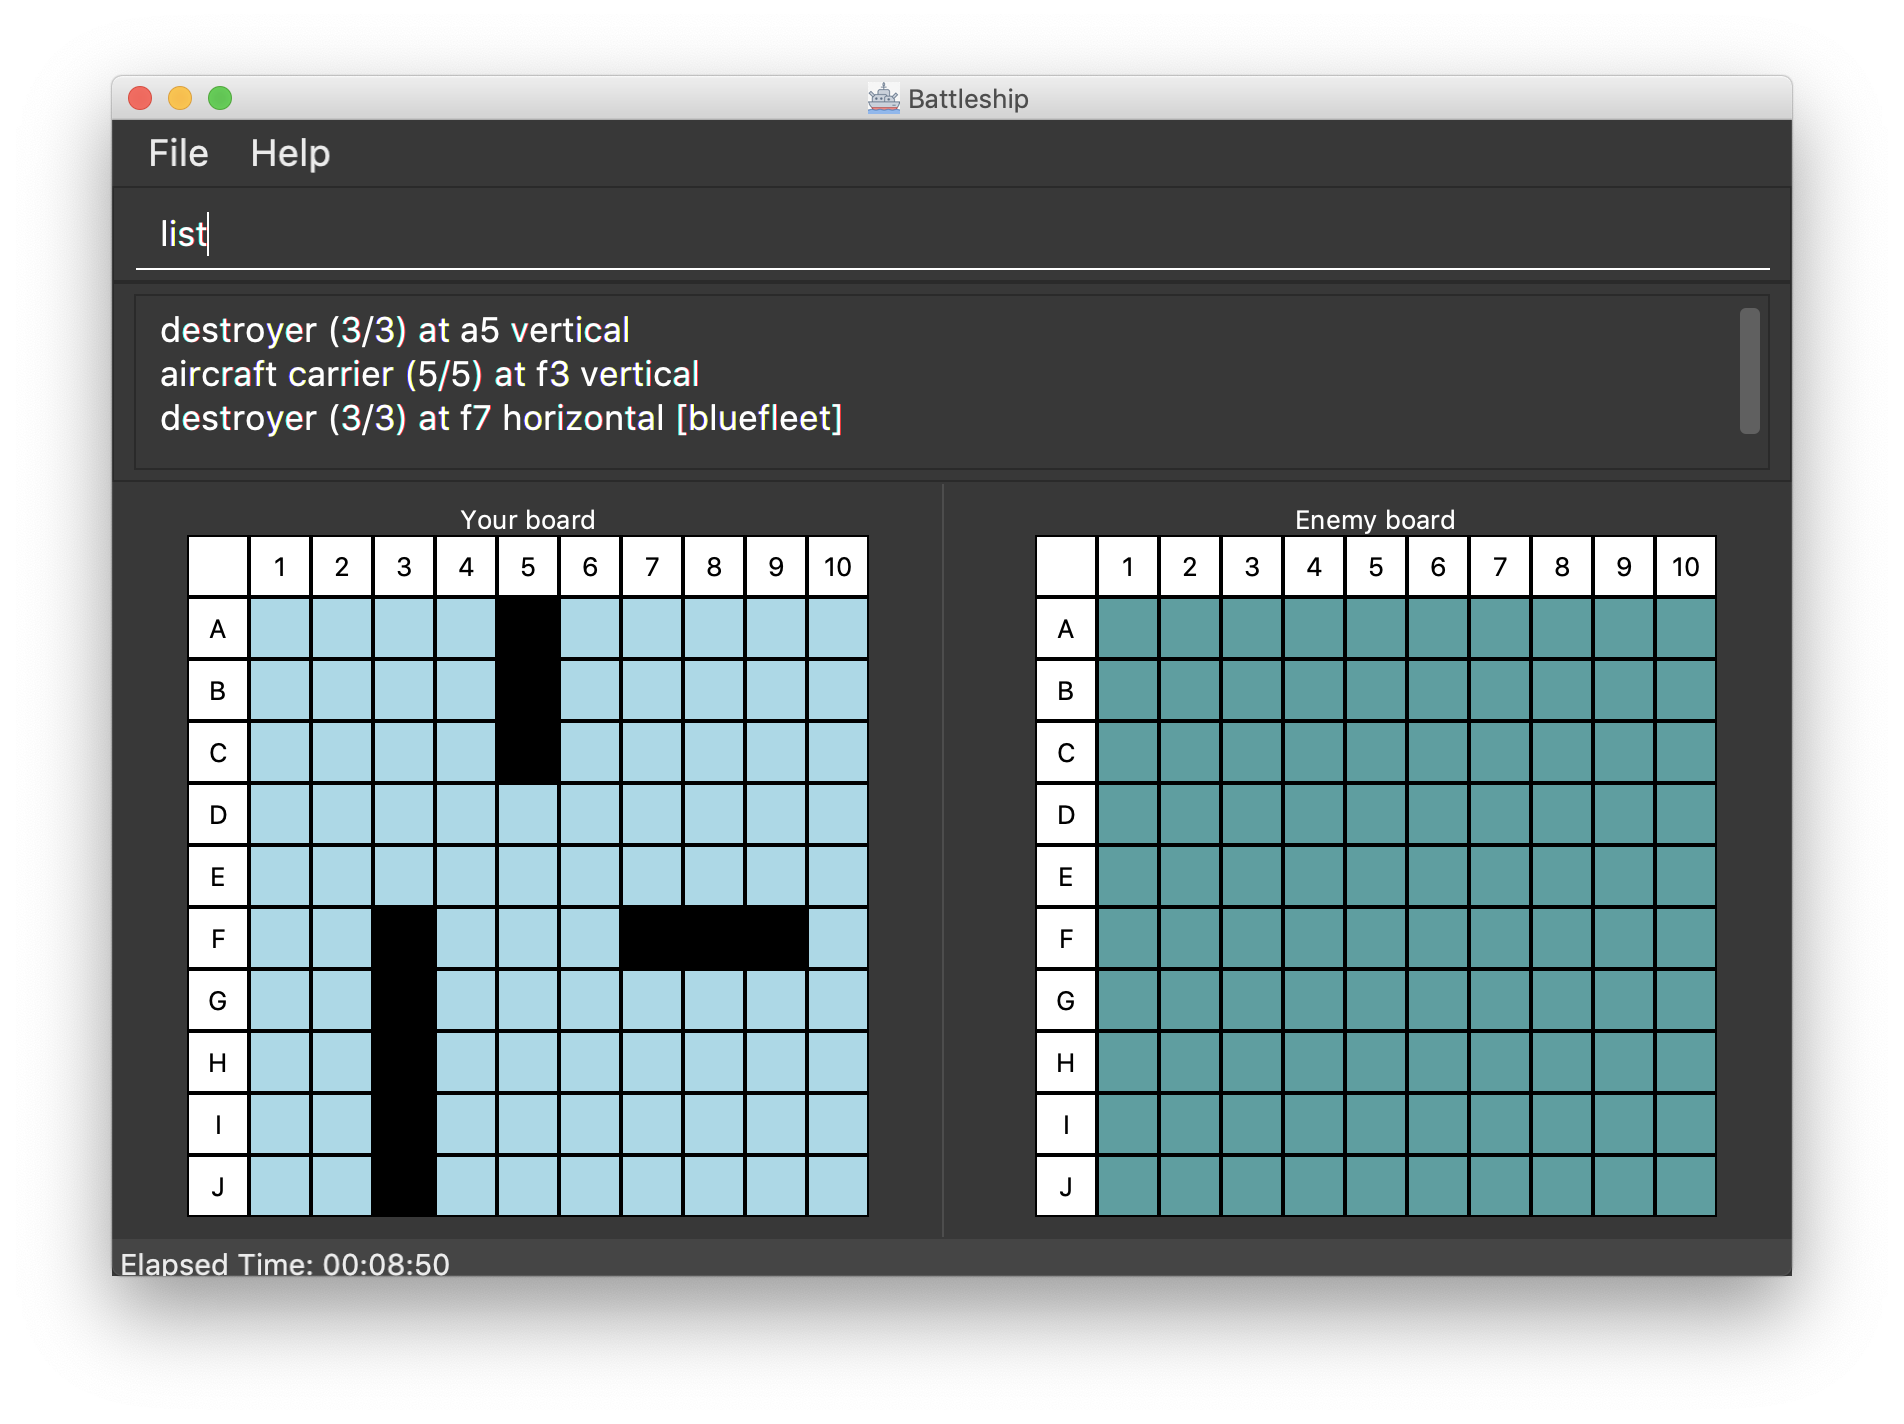 Battleship
File Help
list
destroyer (3/3) at a5 vertical
aircraft carrier (5/5) at f3 vertical
destroyer (3/3) at f7 horizontal [bluefleet]
Your board
1 2 3 4 5 6 7 8 9 10
A
B
C
D
E
F
G
H
I
J
Enemy board
1 2 3 4 5 6 7 8 9 10
A
B
C
D
E
F
G
H
I
J
Elapsed Time: 00:08:50